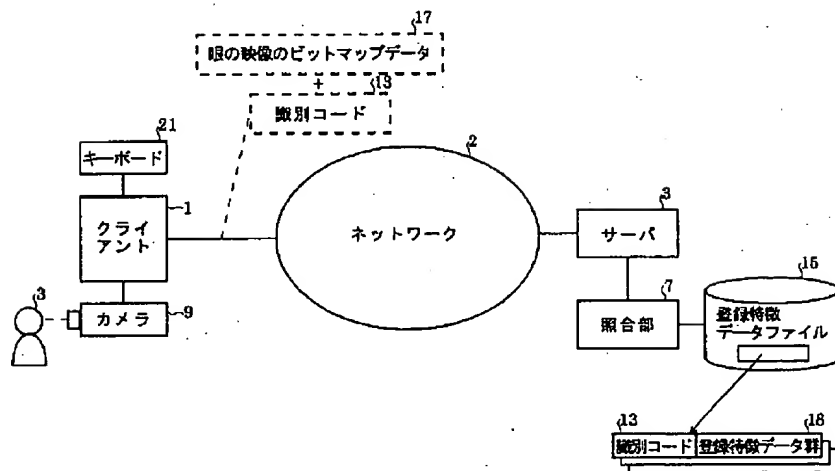 17
眼の映像のビットマップデータ
+
13
識別コード
21
キーボード
1
クライ
アント
2
ネットワーク
3
サーバ
3
カメラ
9
7
照合部
15
登録特徴
データファイル
13
識別コード
18
登録特徴データ群